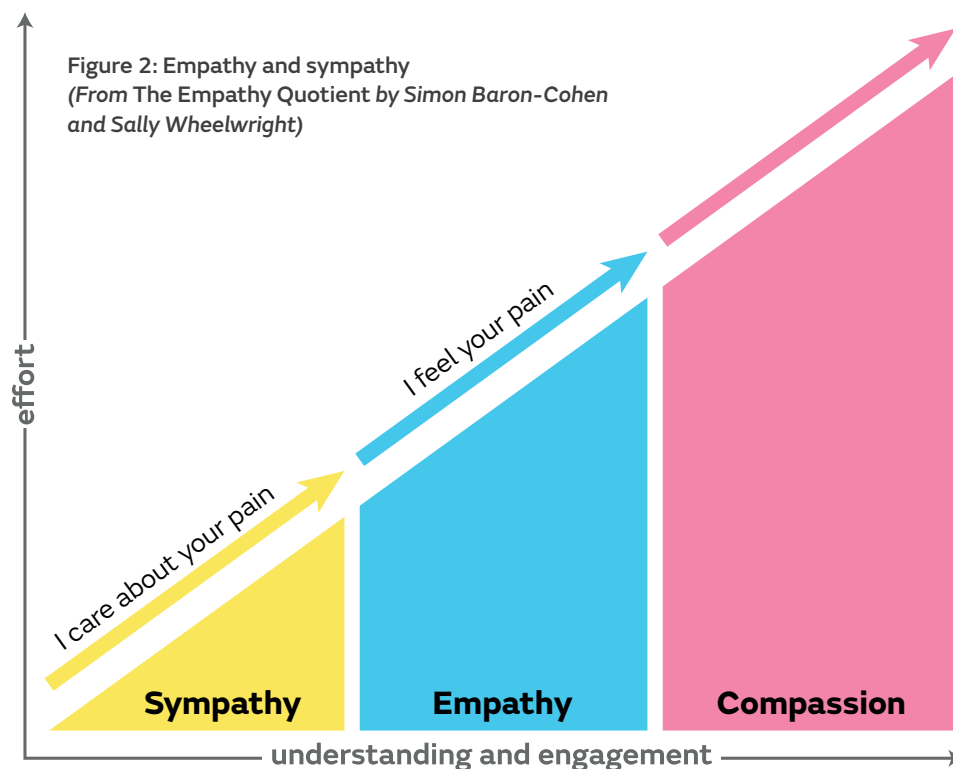 Figure 2: Empathy and sympathy
(From The Empathy Quotient by Simon Baron-Cohen
and Sally Wheelwright)
effort
I care about your pain
I feel your pain
Sympathy
Empathy
Compassion
understanding and engagement